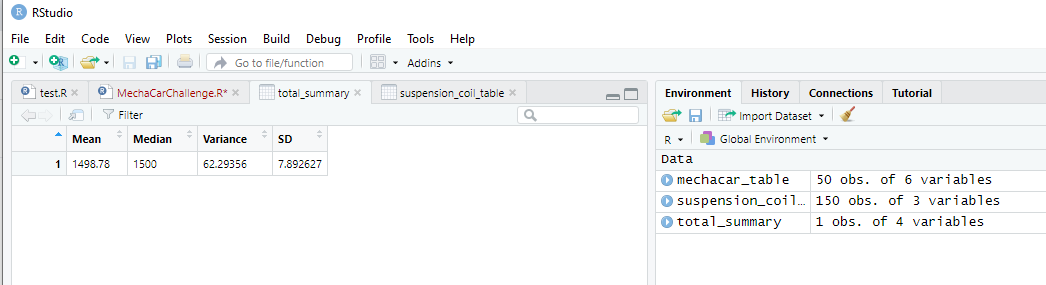 RStudio
File Edit Code View Plots Session Build Debug Profile Tools Help
Go to file/function Addins
test.R MechaCarChallenge.R* total_summary suspension_coil_table
Filter
Mean Median Variance SD
1 1498.78 1500 62.29356 7.892627
Environment History Connections Tutorial
Import Dataset
R Global Environment
Data
mechacar_table 50 obs. of 6 variables
suspension_coil… 150 obs. of 3 variables
total_summary 1 obs. of 4 variables